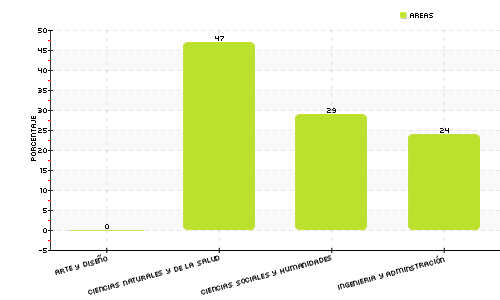 AREAS
PORCENTAJE
50
45
40
35
30
25
20
15
10
5
0
-5
0
47
29
24
ARTE Y DISEÑO
CIENCIAS NATURALES Y DE LA SALUD
CIENCIAS SOCIALES Y HUMANIDADES
INGENIERIA Y ADMINSTRACIÓN